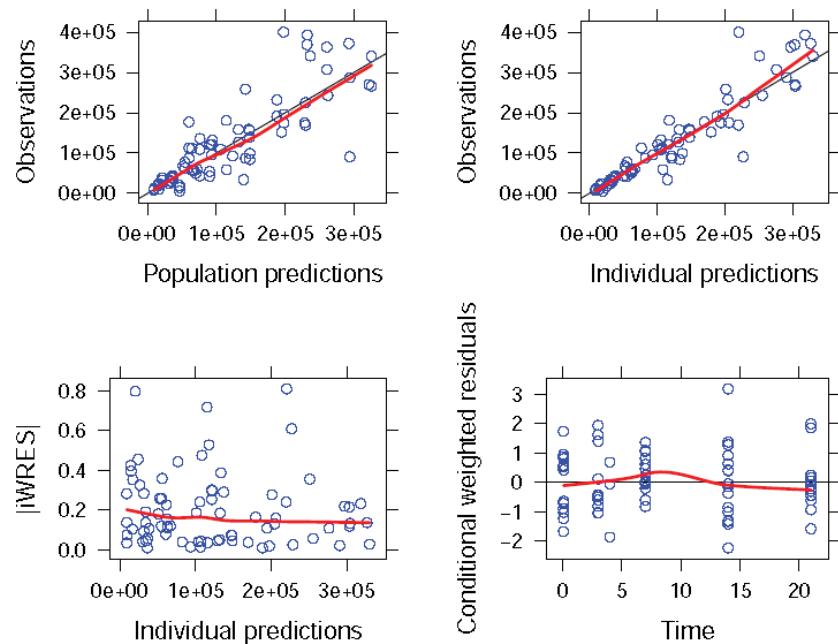 Observations
4e+05
3e+05
2e+05
1e+05
0e+00
0e+00 1e+05 2e+05 3e+05
Population predictions
Observations
4e+05
3e+05
2e+05
1e+05
0e+00
0e+00 1e+05 2e+05 3e+05
Individual predictions
|iWRES|
0.8
0.6
0.4
0.2
0.0
0e+00 1e+05 2e+05 3e+05
Individual predictions
Conditional weighted residuals
3
2
1
0
-1
-2
0 5 10 15 20
Time